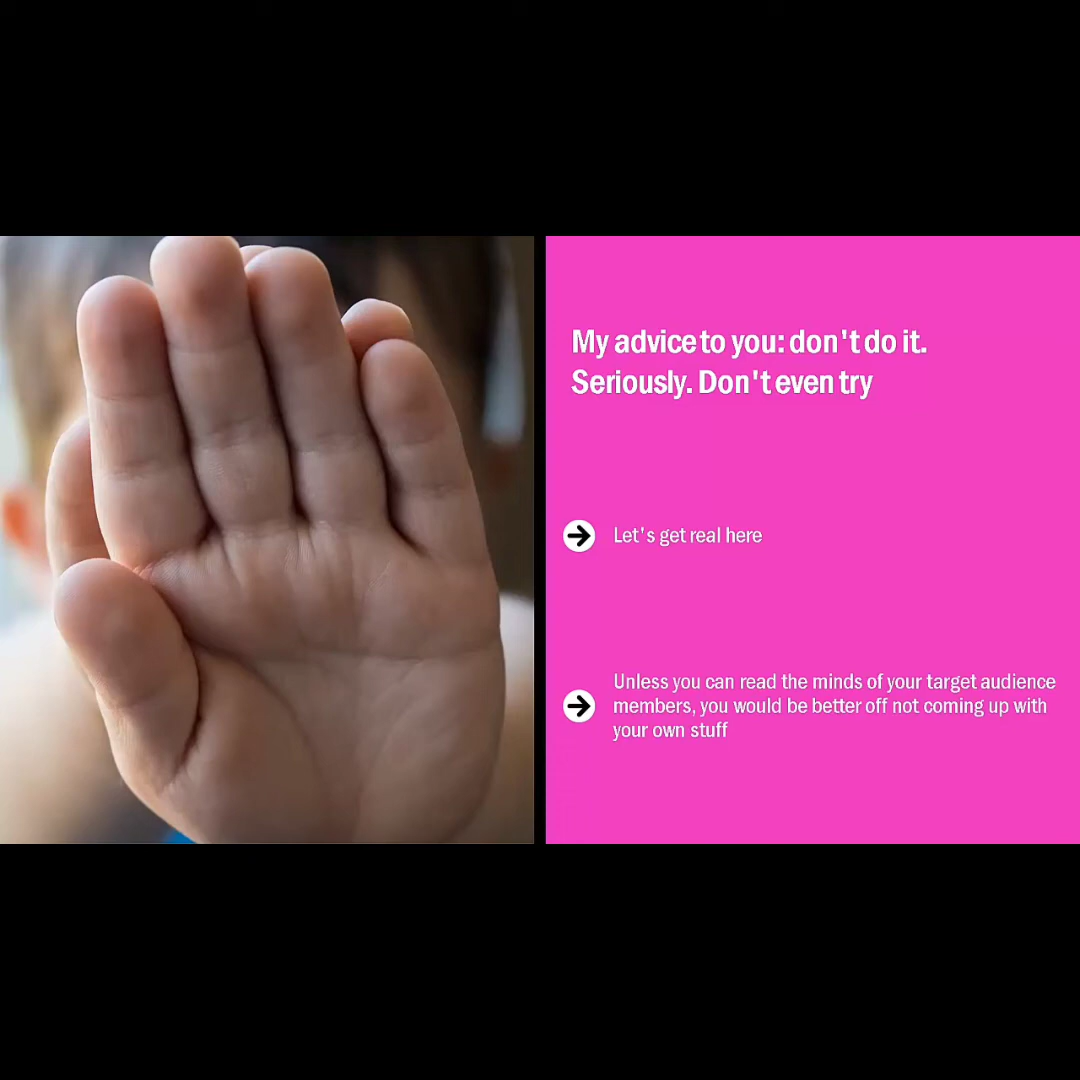 My advice to you: don't do it.
Seriously. Don't even try
Let's get real here
Unless you can read the minds of your target audience
members, you would be better off not coming up with
your own stuff